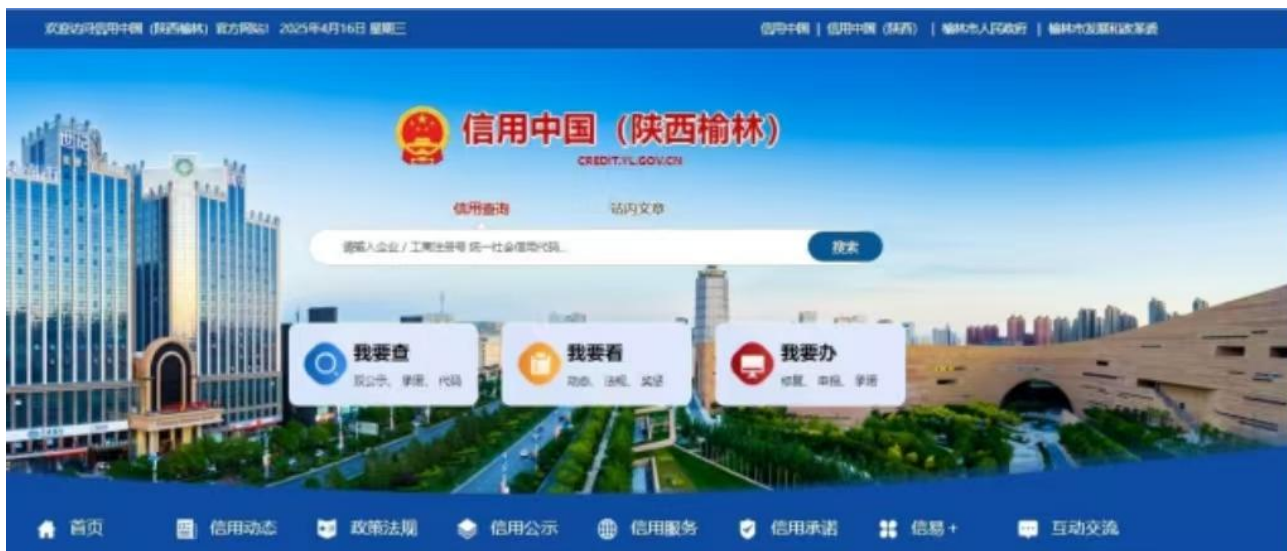 欢迎访问信用中国（陕西榆林）官方网站! 2025年4月16日 星期三
信用中国 | 信用中国（陕西） | 榆林市人民政府 | 榆林市发展和改革委
信用中国（陕西榆林）
CREDIT.YL.GOV.CN
信用查询 站内文章
请输入企业 / 工商注册号 统一社会信用代码...
搜索
我要查
双公示、承诺、代码
我要看
动态、法规、奖惩
我要办
修复、申报、承诺
首页 信用动态 政策法规 信用公示 信用服务 信用承诺 信易+ 互动交流